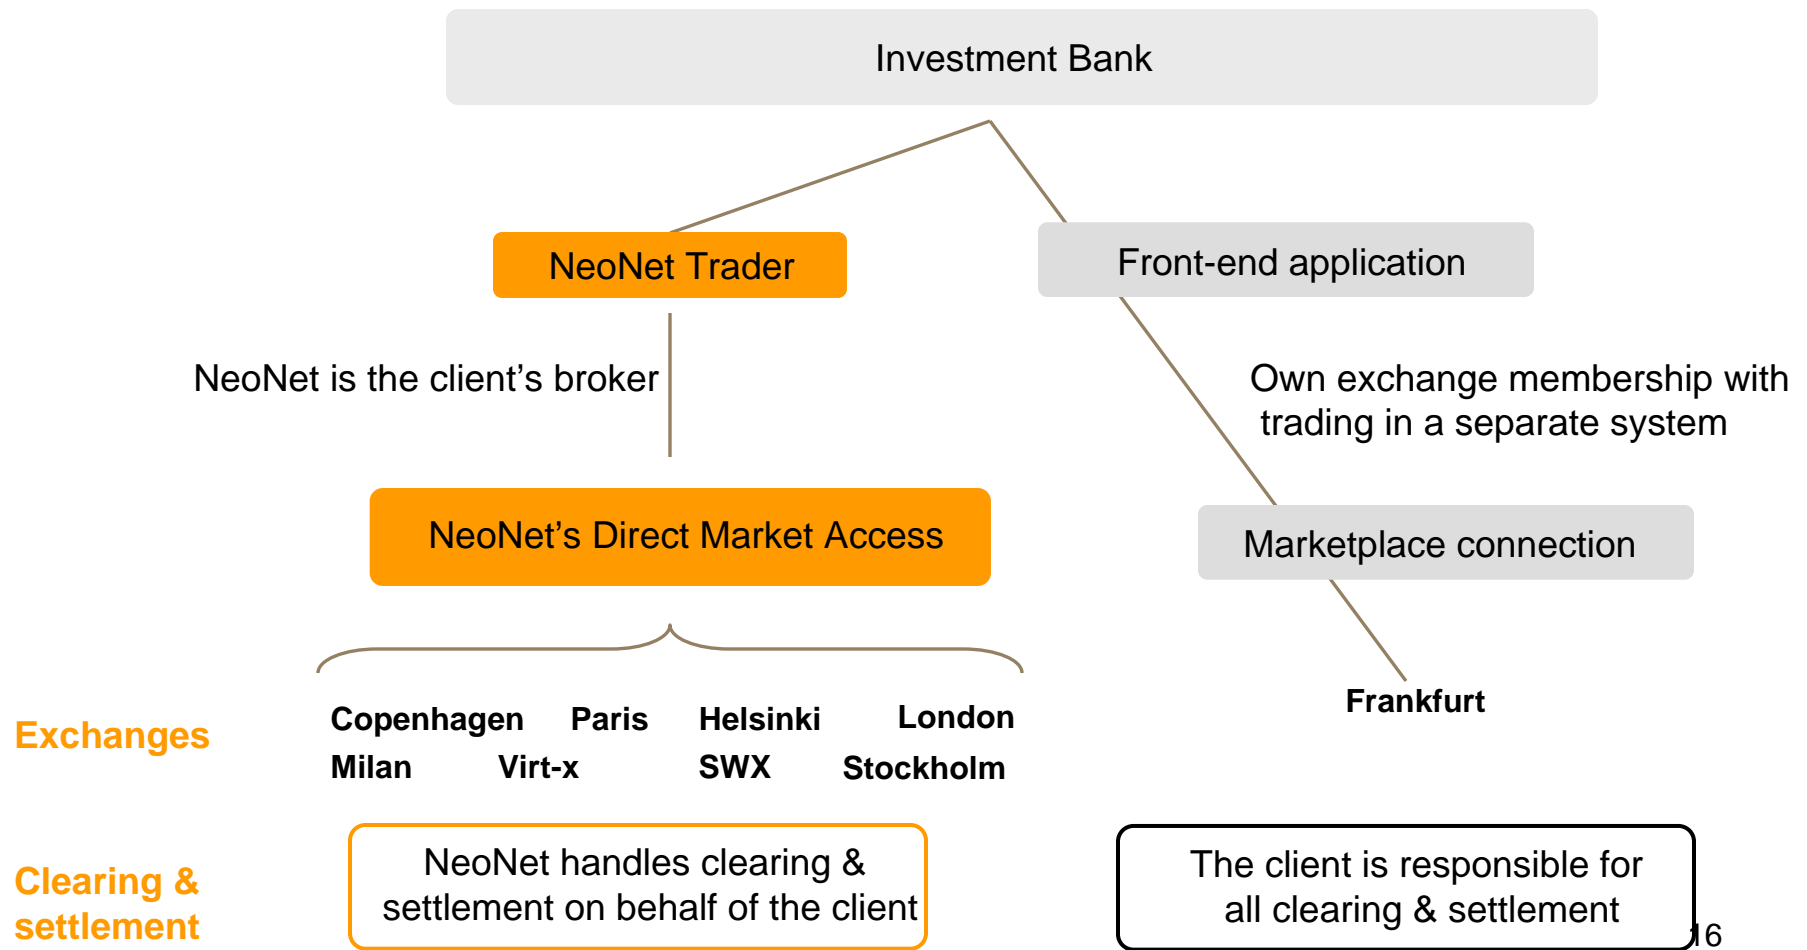 Investment Bank
NeoNet Trader
Front-end application
NeoNet is the client's broker
Own exchange membership with
trading in a separate system
NeoNet's Direct Market Access
Marketplace connection
Exchanges
Copenhagen Paris Helsinki London
Milan Virt-x SWX Stockholm
Frankfurt
Clearing &
settlement
NeoNet handles clearing &
settlement on behalf of the client
The client is responsible for
all clearing & settlement
16